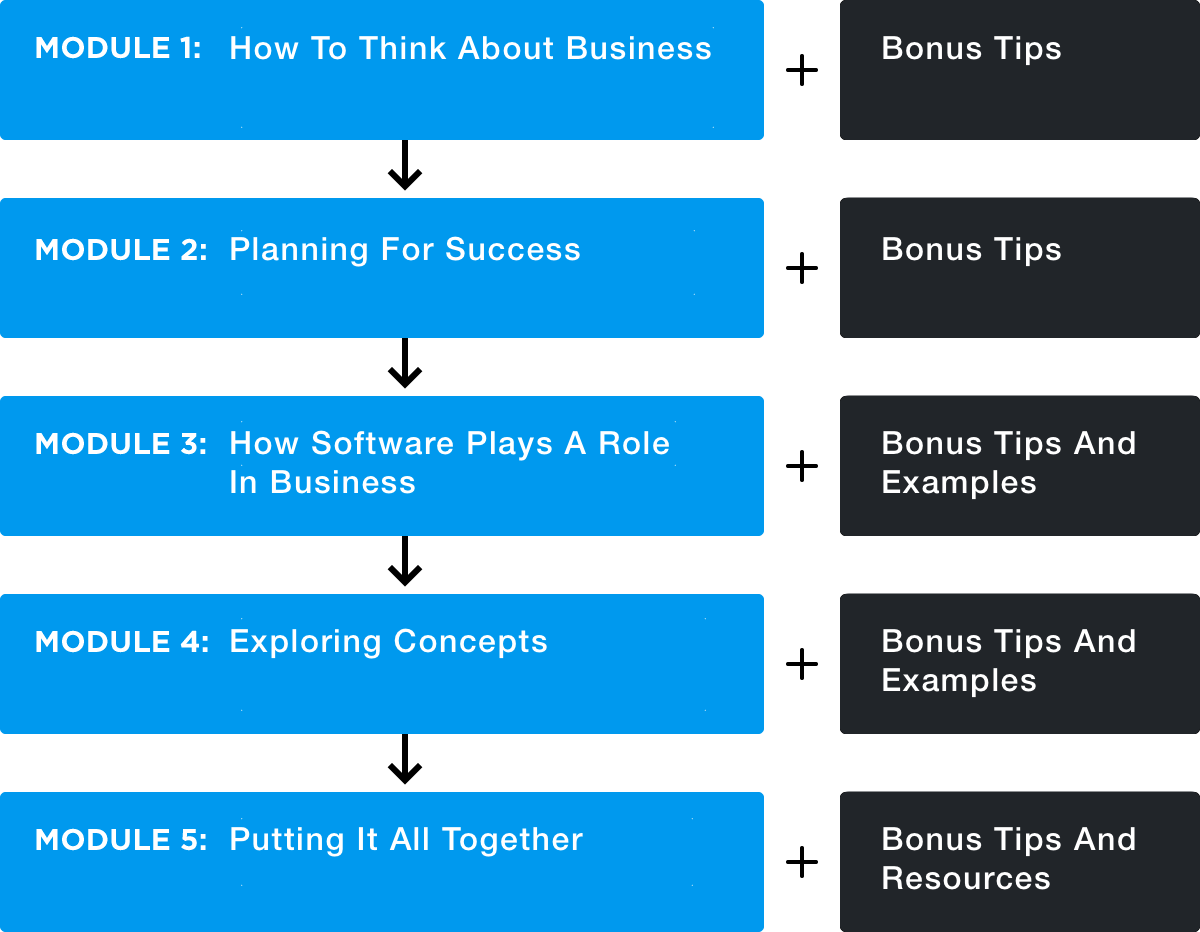 MODULE 1: How To Think About Business
+
Bonus Tips
MODULE 2: Planning For Success
+
Bonus Tips
MODULE 3: How Software Plays A Role
In Business
+
Bonus Tips And
Examples
MODULE 4: Exploring Concepts
+
Bonus Tips And
Examples
MODULE 5: Putting It All Together
+
Bonus Tips And
Resources